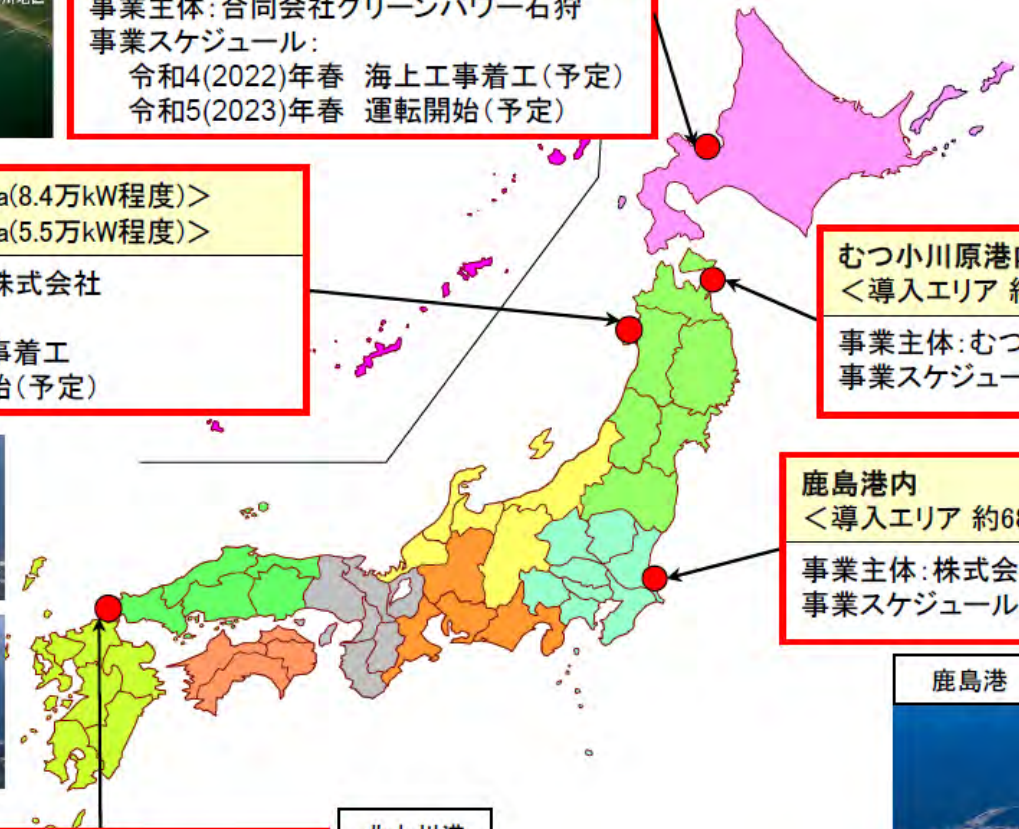 事業主体：合同会社グリーンパワー石狩
事業スケジュール：
令和4(2022)年春　海上工事着工（予定）
令和5(2023)年春　運転開始（予定）
a(8.4万kW程度)＞
a(5.5万kW程度)＞
株式会社
事着工
始（予定）
むつ小川原港内
＜導入エリア 約
事業主体：むつ
事業スケジュー
鹿島港内
＜導入エリア 約68
事業主体：株式会
事業スケジュール
鹿島港